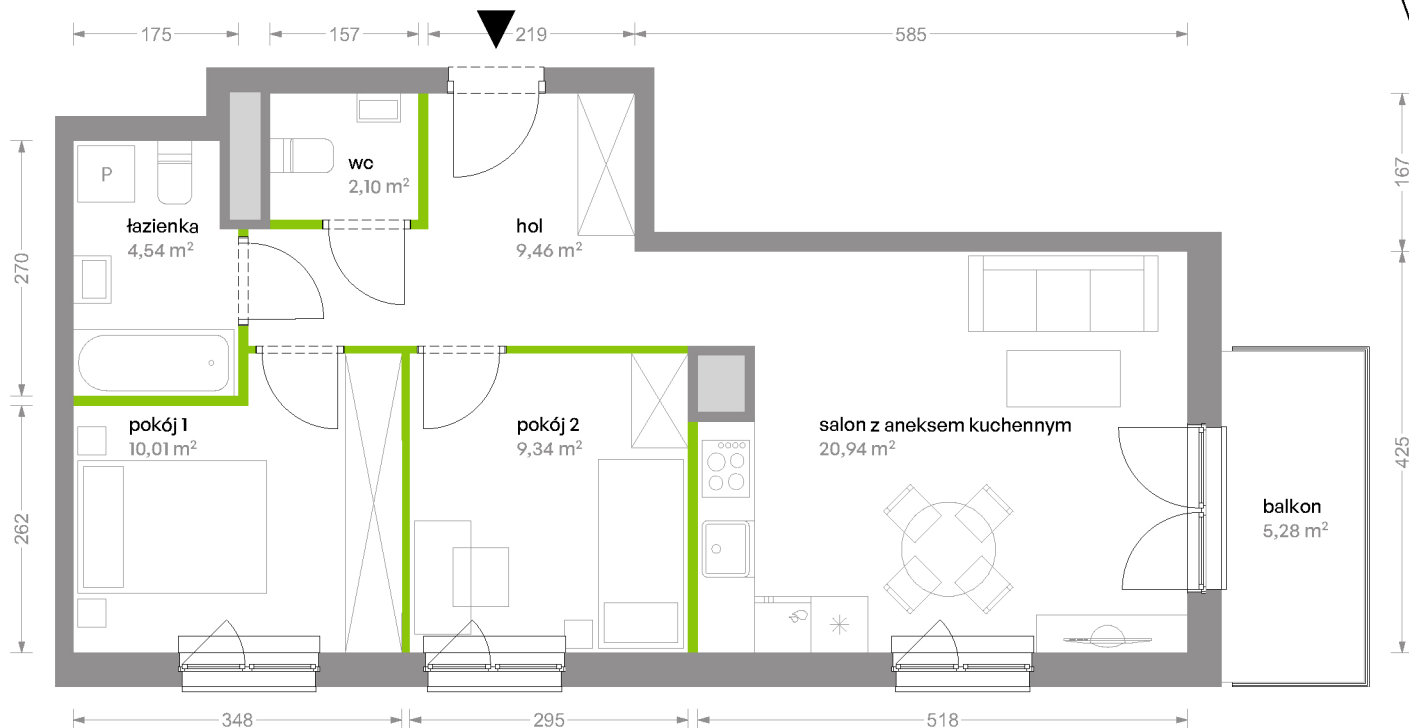 175
157
219
585
wc
2,10 m²
P
łazienka
4,54 m²
hol
9,46 m²
270
167
pokój 1
10,01 m²
pokój 2
9,34 m²
salon z aneksem kuchennym
20,94 m²
425
262
balkon
5,28 m²
348
295
518